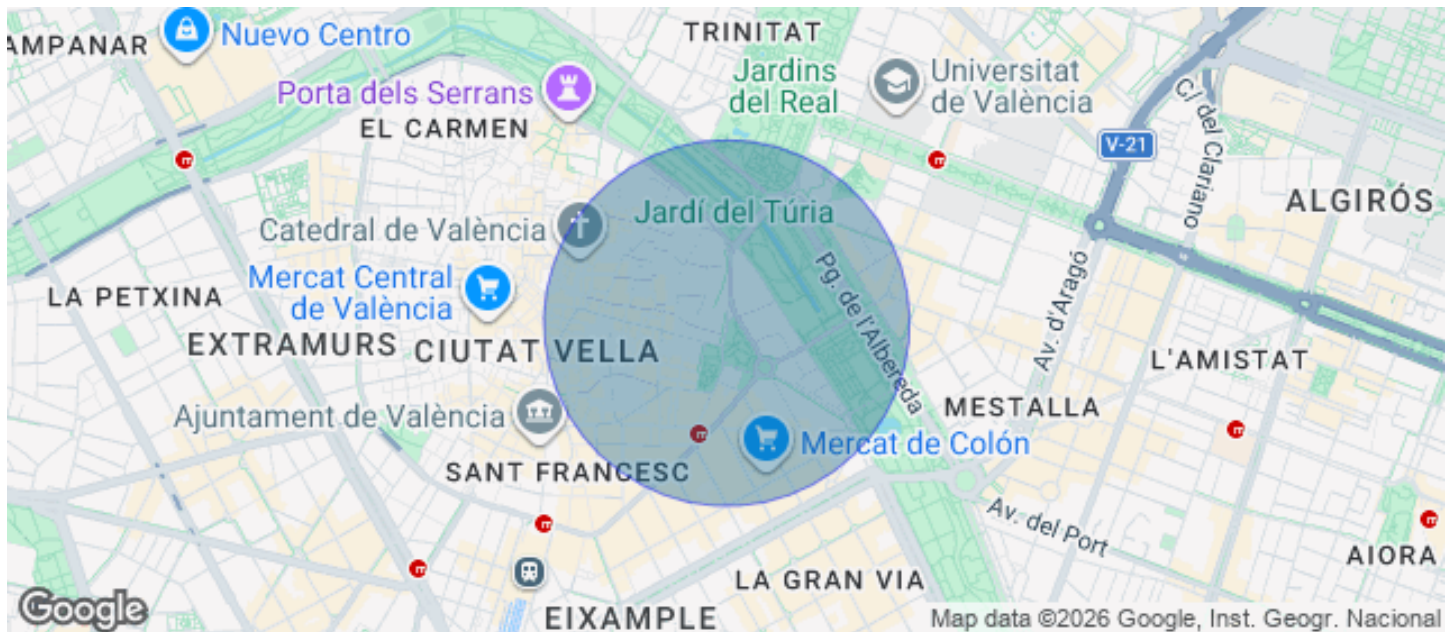 AMPANAR
Nuevo Centro
TRINITAT
Jardins
del Real
Universitat
de València
Porta dels Serrans
EL CARMEN
V-21
C/ del Clariano
ALGIRÓS
Catedral de València
Jardí del Túria
Mercat Central
de València
LA PETXINA
Pg. de l'Albereda
Av. d'Aragó
EXTRAMURS
CIUTAT VELLA
L'AMISTAT
Ajuntament de València
MESTALLA
Mercat de Colón
SANT FRANCESC
Av. del Port
AIORA
LA GRAN VIA
Google
EIXAMPLE
Map data ©2026 Google, Inst. Geogr. Nacional